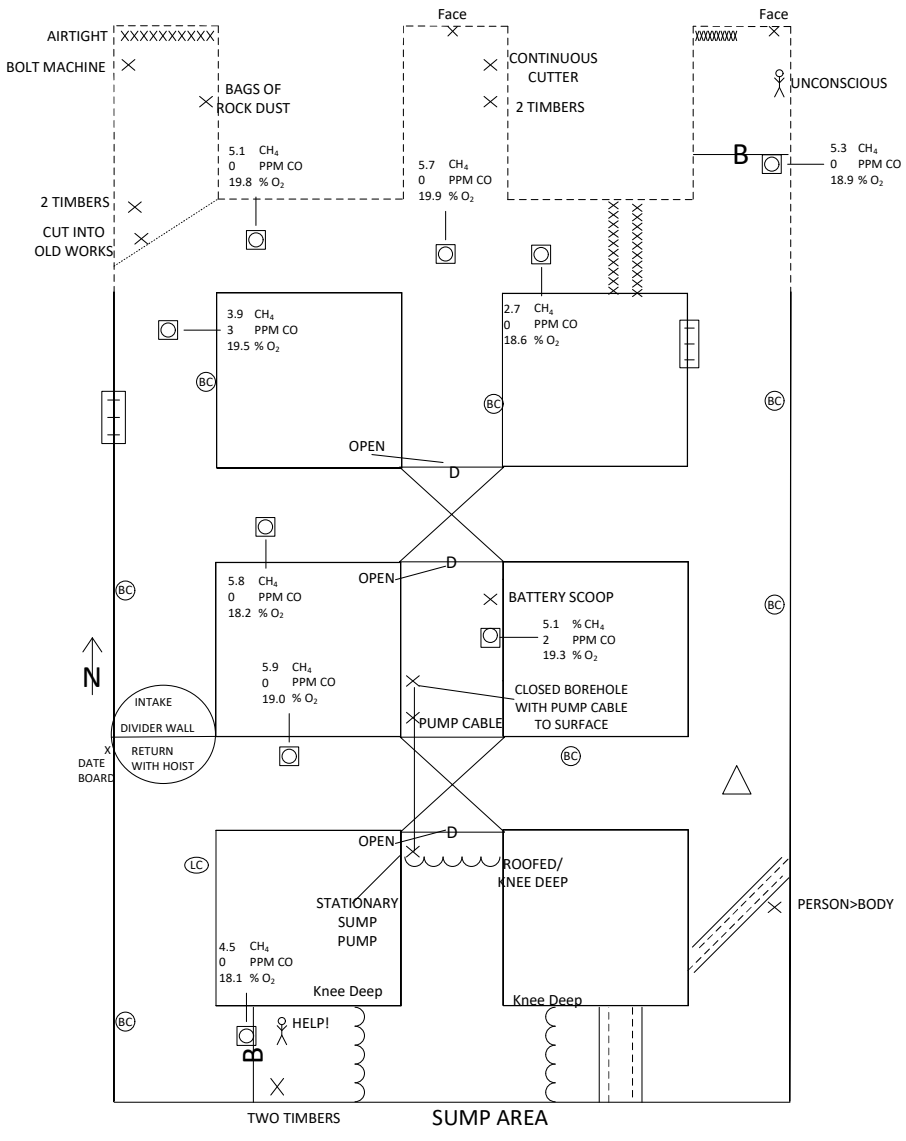 Face
Face
AIRTIGHT
XXXXXXXXXX
XXXXXXXXX
BOLT MACHINE
CONTINUOUS
CUTTER
UNCONSCIOUS
BAGS OF
ROCK DUST
2 TIMBERS
5.1 CH4
0 PPM CO
19.8 % O2
5.7 CH4
0 PPM CO
19.9 % O2
B
5.3 CH4
0 PPM CO
18.9 % O2
2 TIMBERS
CUT INTO
OLD WORKS
3.9 CH4
3 PPM CO
19.5 % O2
2.7 CH4
0 PPM CO
18.6 % O2
BC
BC
BC
OPEN
D
5.8 CH4
0 PPM CO
18.2 % O2
OPEN
D
BATTERY SCOOP
BC
BC
5.1 % CH4
2 PPM CO
19.3 % O2
N
5.9 CH4
0 PPM CO
19.0 % O2
CLOSED BOREHOLE
WITH PUMP CABLE
TO SURFACE
INTAKE
DIVIDER WALL
RETURN
WITH HOIST
PUMP CABLE
X
DATE
BOARD
BC
OPEN
D
LC
ROOFED/
KNEE DEEP
STATIONARY
SUMP
PUMP
PERSON>BODY
4.5 CH4
0 PPM CO
18.1 % O2
Knee Deep
Knee Deep
BC
HELP!
B
TWO TIMBERS
SUMP AREA